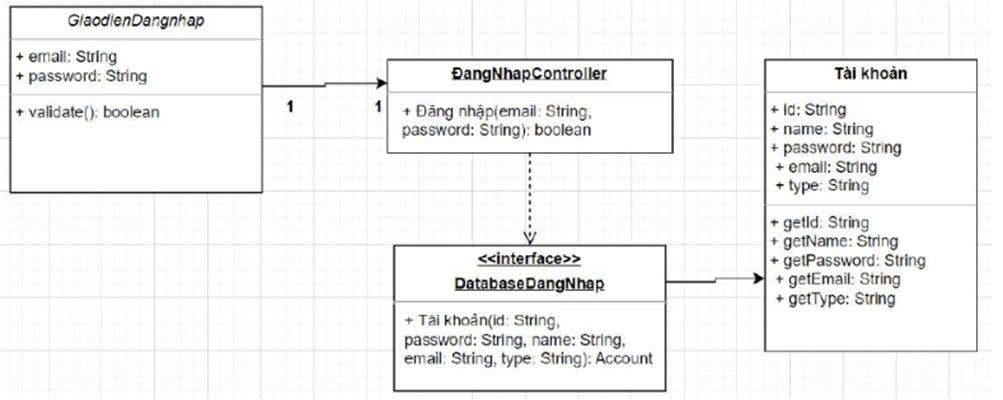 GiaodienDangnhap
+ email: String
+ password: String
+ validate(): boolean
1
1
ĐangNhapController
+ Đăng nhập(email: String,
password: String): boolean
<<interface>>
DatabaseDangNhap
+ Tài khoản(id: String,
password: String, name: String,
email: String, type: String): Account
Tài khoản
+ id: String
+ name: String
+ password: String
+ email: String
+ type: String
+ getId: String
+ getName: String
+ getPassword: String
+ getEmail: String
+ getType: String